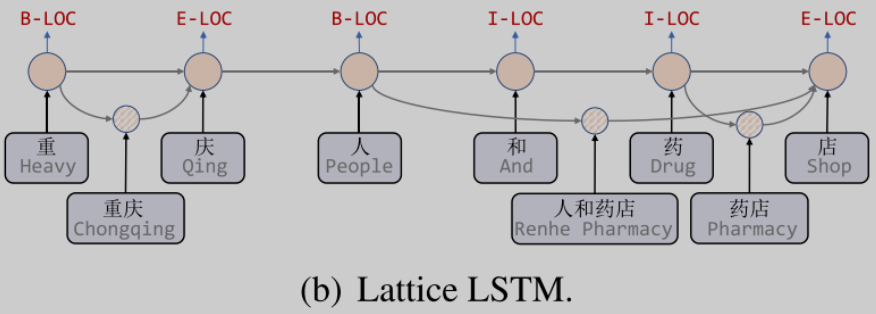 B-LOC E-LOC B-LOC I-LOC I-LOC E-LOC
重 庆 人 和 药 店
Heavy Qing People And Drug Shop
重庆 人和药店 药店
Chongqing Renhe Pharmacy Pharmacy
(b) Lattice LSTM.